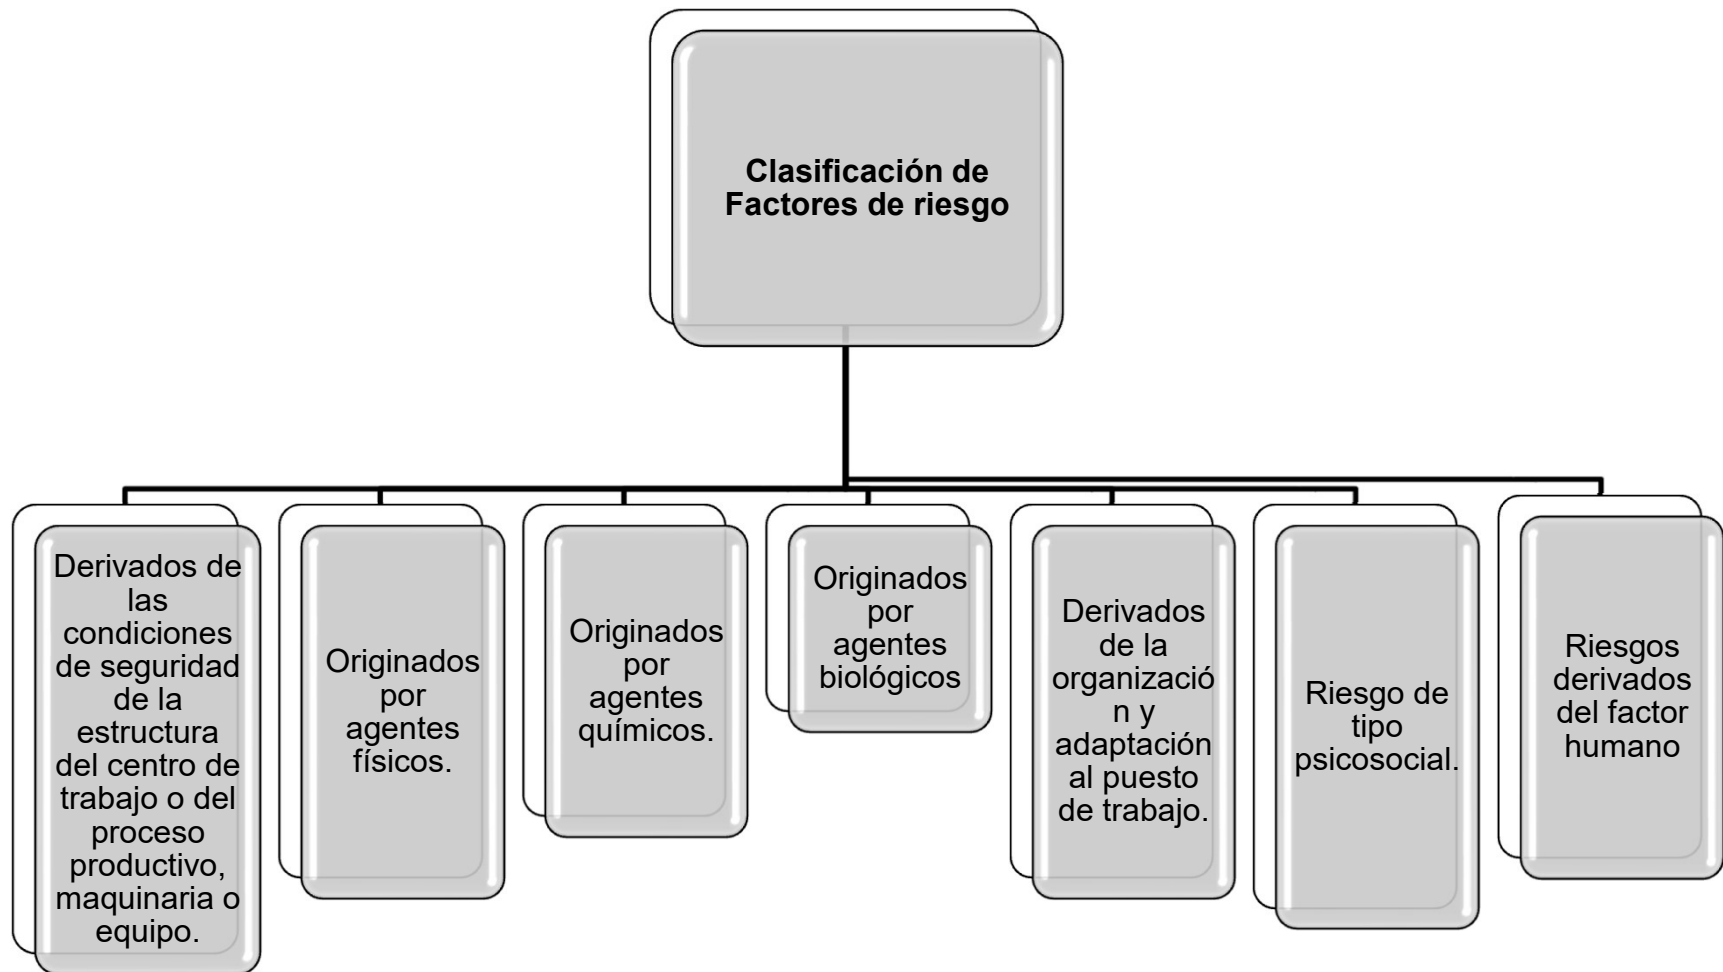 Clasificación de
Factores de riesgo
Derivados de
las
condiciones
de seguridad
de la
estructura
del centro de
trabajo o del
proceso
productivo,
maquinaria o
equipo.
Originados
por
agentes
físicos.
Originados
por
agentes
químicos.
Originados
por
agentes
biológicos
Derivados
de la
organizació
n y
adaptación
al puesto
de trabajo.
Riesgo de
tipo
psicosocial.
Riesgos
derivados
del factor
humano